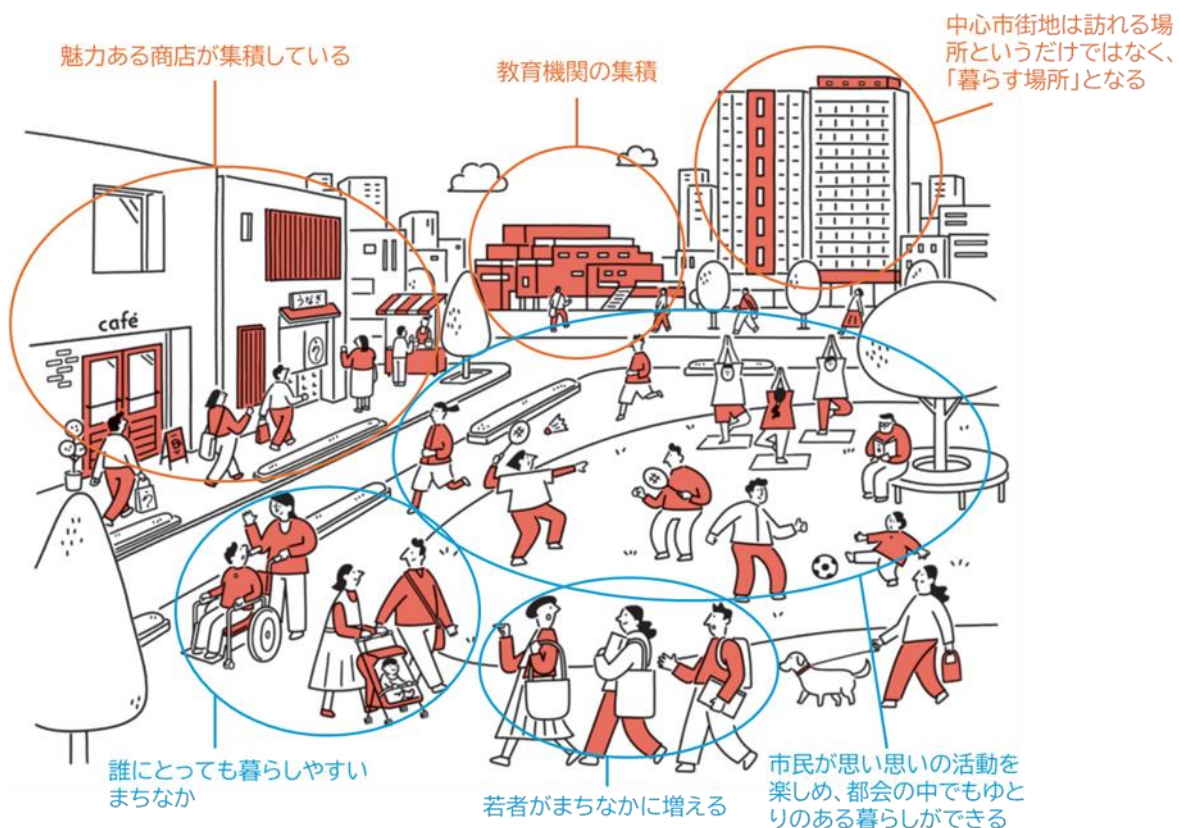 中心市街地は訪れる場
所というだけではなく、
「暮らす場所」となる
魅力ある商店が集積している
教育機関の集積
うなぎ
café
う
誰にとっても暮らしやすい
まちなか
若者がまちなかに増える
市民が思い思いの活動を
楽しめ、都会の中でもゆと
りのある暮らしができる